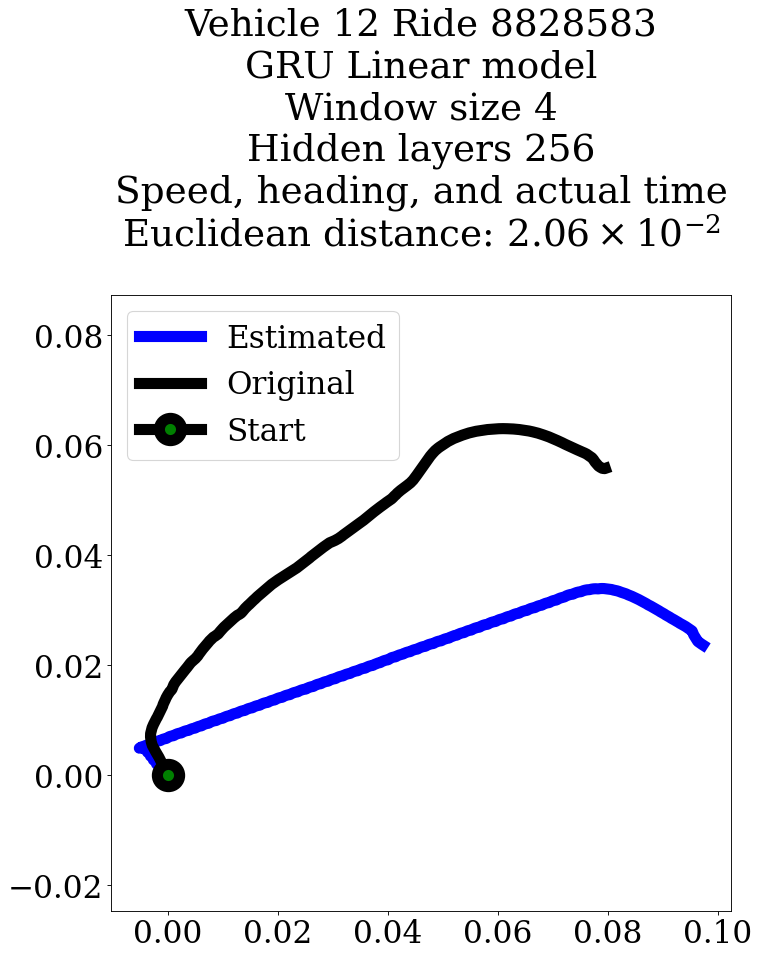 Vehicle 12 Ride 8828583
GRU Linear model
Window size 4
Hidden layers 256
Speed, heading, and actual time
Euclidean distance: 2.06 × 10⁻²
Estimated
Original
Start
0.08
0.06
0.04
0.02
0.00
−0.02
0.00 0.02 0.04 0.06 0.08 0.10